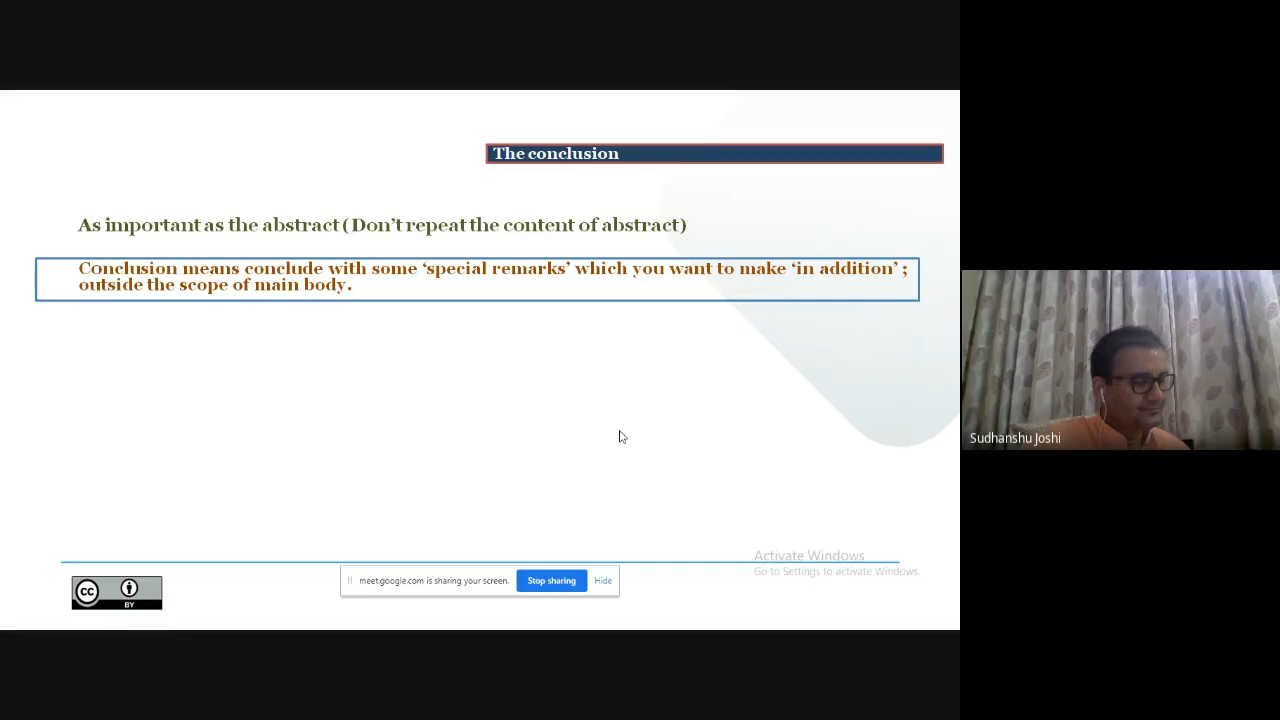 The conclusion
As important as the abstract (Don’t repeat the content of abstract)
Conclusion means conclude with some ‘special remarks’ which you want to make ‘in addition’ ;
outside the scope of main body.
Sudhanshu Joshi
Activate Windows
Go to Settings to activate Windows.
meet.google.com is sharing your screen.
Stop sharing
Hide
cc
BY